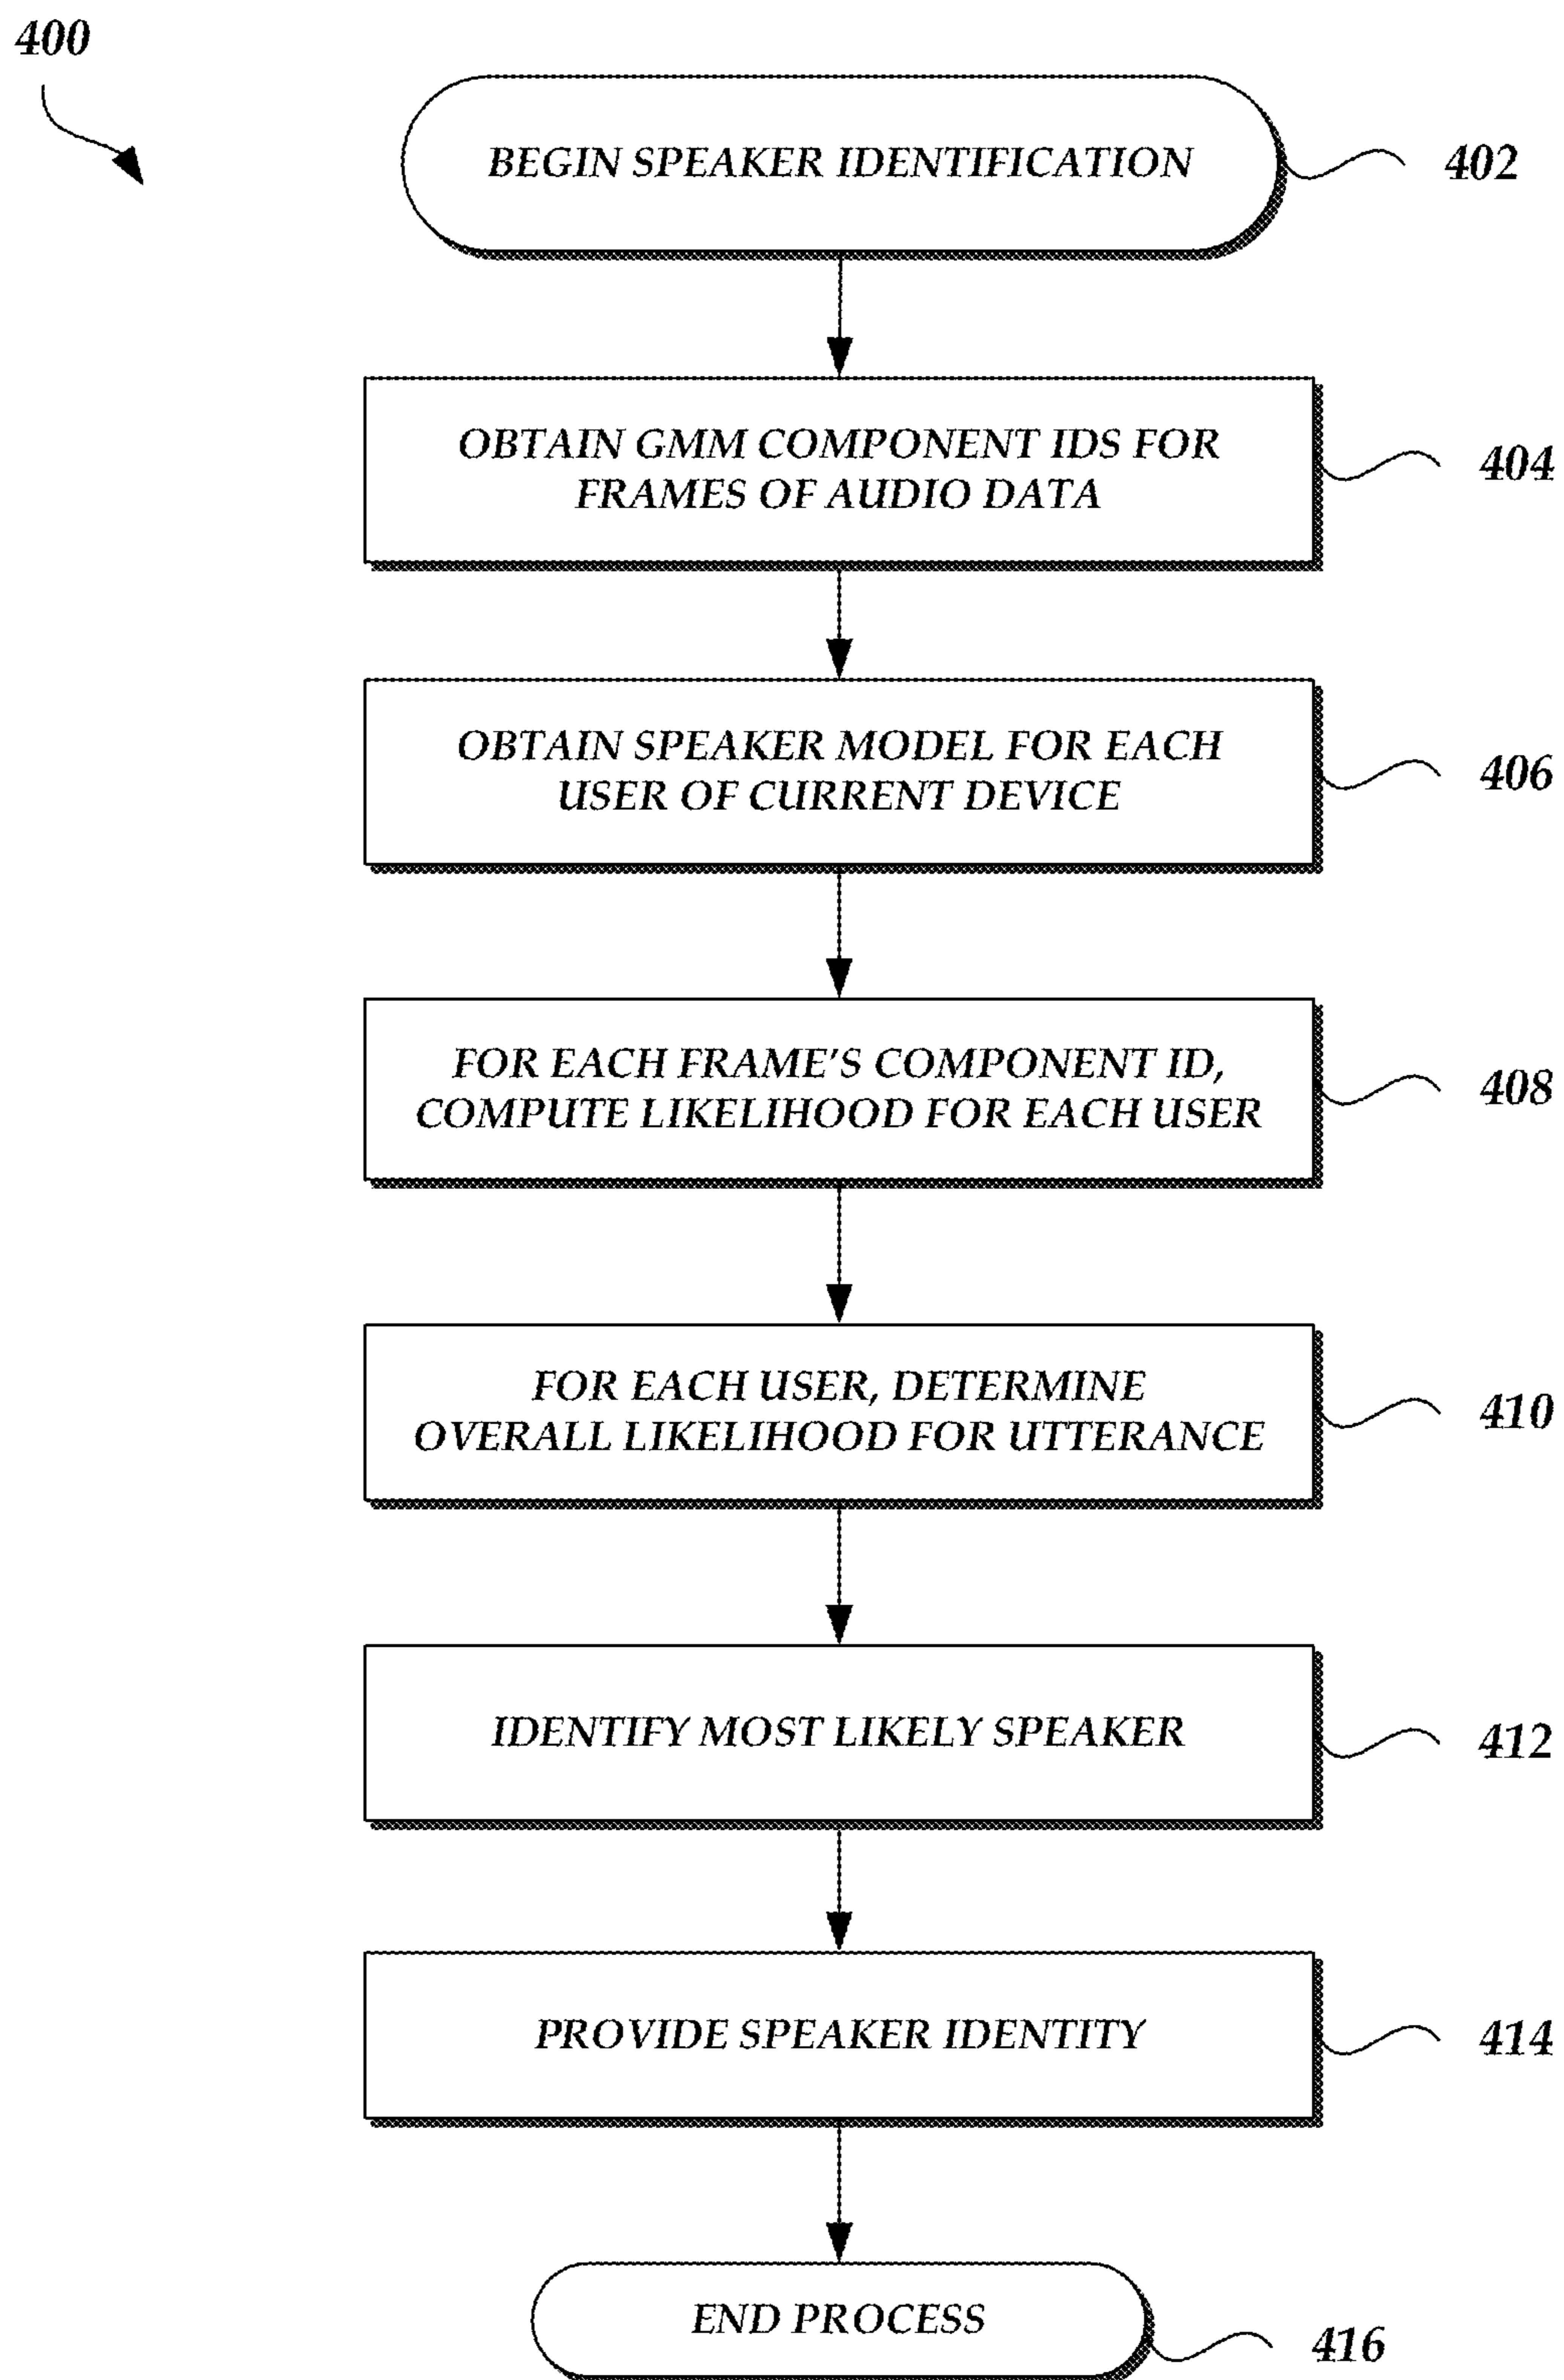 400
BEGIN SPEAKER IDENTIFICATION
402
OBTAIN GMM COMPONENT IDS FOR
FRAMES OF AUDIO DATA
404
OBTAIN SPEAKER MODEL FOR EACH
USER OF CURRENT DEVICE
406
FOR EACH FRAME'S COMPONENT ID,
COMPUTE LIKELIHOOD FOR EACH USER
408
FOR EACH USER, DETERMINE
OVERALL LIKELIHOOD FOR UTTERANCE
410
IDENTIFY MOST LIKELY SPEAKER
412
PROVIDE SPEAKER IDENTITY
414
END PROCESS
416